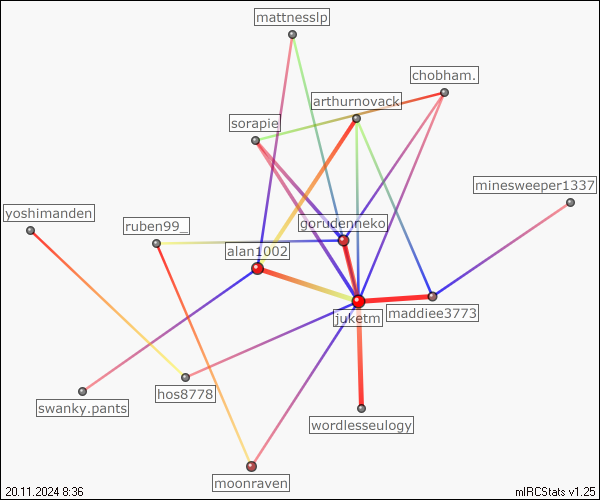 mattnesslp
chobham.
arthurnovack
sorapie
minesweeper1337
yoshimanden
ruben99_
gorudenneko
alan1002
juketm
maddiee3773
hos8778
swanky.pants
wordlesseulogy
moonraven
20.11.2024 8:36
mIRCStats v1.25